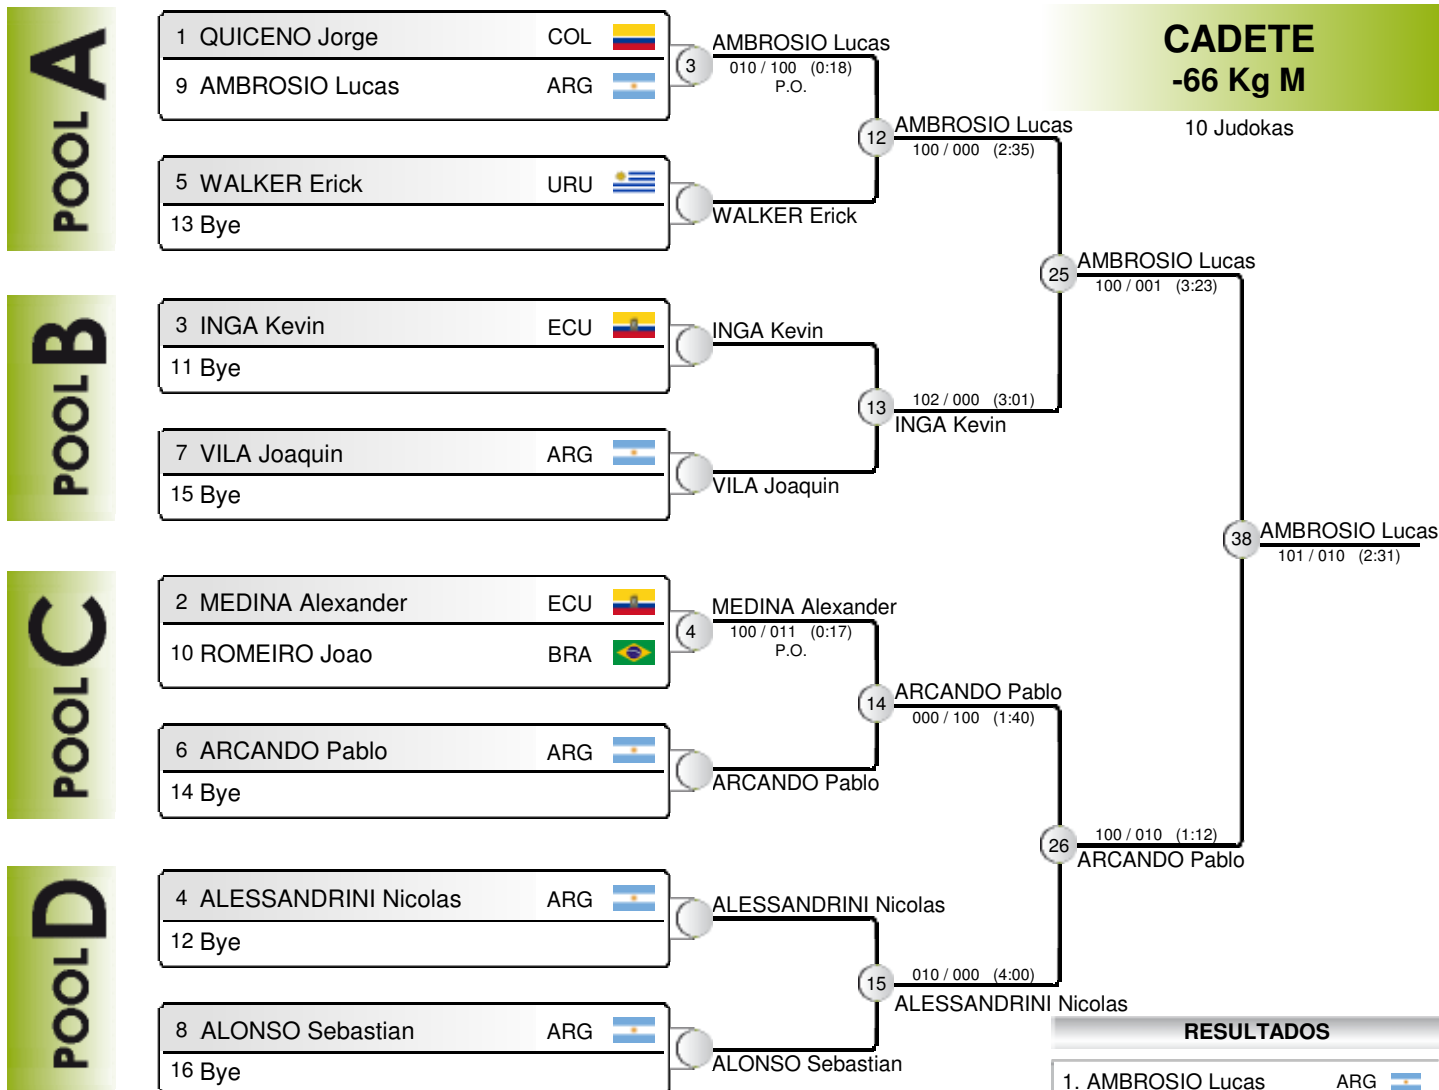 CADETE
-66 Kg M
10 Judokas
POOL A
1 QUICENO Jorge COL
9 AMBROSIO Lucas ARG
5 WALKER Erick URU
13 Bye
3
AMBROSIO Lucas
010 / 100 (0:18)
P.O.
WALKER Erick
12
AMBROSIO Lucas
100 / 000 (2:35)
POOL B
3 INGA Kevin ECU
11 Bye
7 VILA Joaquin ARG
15 Bye
INGA Kevin
VILA Joaquin
13
102 / 000 (3:01)
INGA Kevin
25
AMBROSIO Lucas
100 / 001 (3:23)
POOL C
2 MEDINA Alexander ECU
10 ROMEIRO Joao BRA
6 ARCANDO Pablo ARG
14 Bye
4
MEDINA Alexander
100 / 011 (0:17)
P.O.
ARCANDO Pablo
14
ARCANDO Pablo
000 / 100 (1:40)
POOL D
4 ALESSANDRINI Nicolas ARG
12 Bye
8 ALONSO Sebastian ARG
16 Bye
ALESSANDRINI Nicolas
ALONSO Sebastian
15
010 / 000 (4:00)
ALESSANDRINI Nicolas
26
100 / 010 (1:12)
ARCANDO Pablo
38
AMBROSIO Lucas
101 / 010 (2:31)
RESULTADOS
1. AMBROSIO Lucas ARG